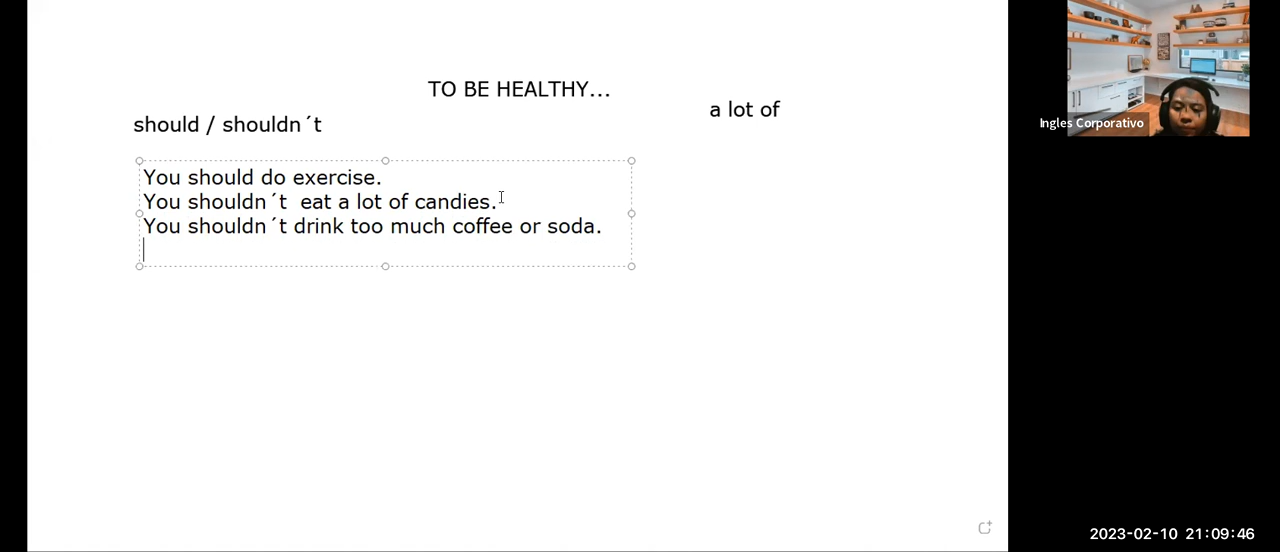 TO BE HEALTHY...
a lot of
should / shouldn´t
You should do exercise.
You shouldn´t  eat a lot of candies.
You shouldn´t drink too much coffee or soda.
Ingles Corporativo
2023-02-10 21:09:46